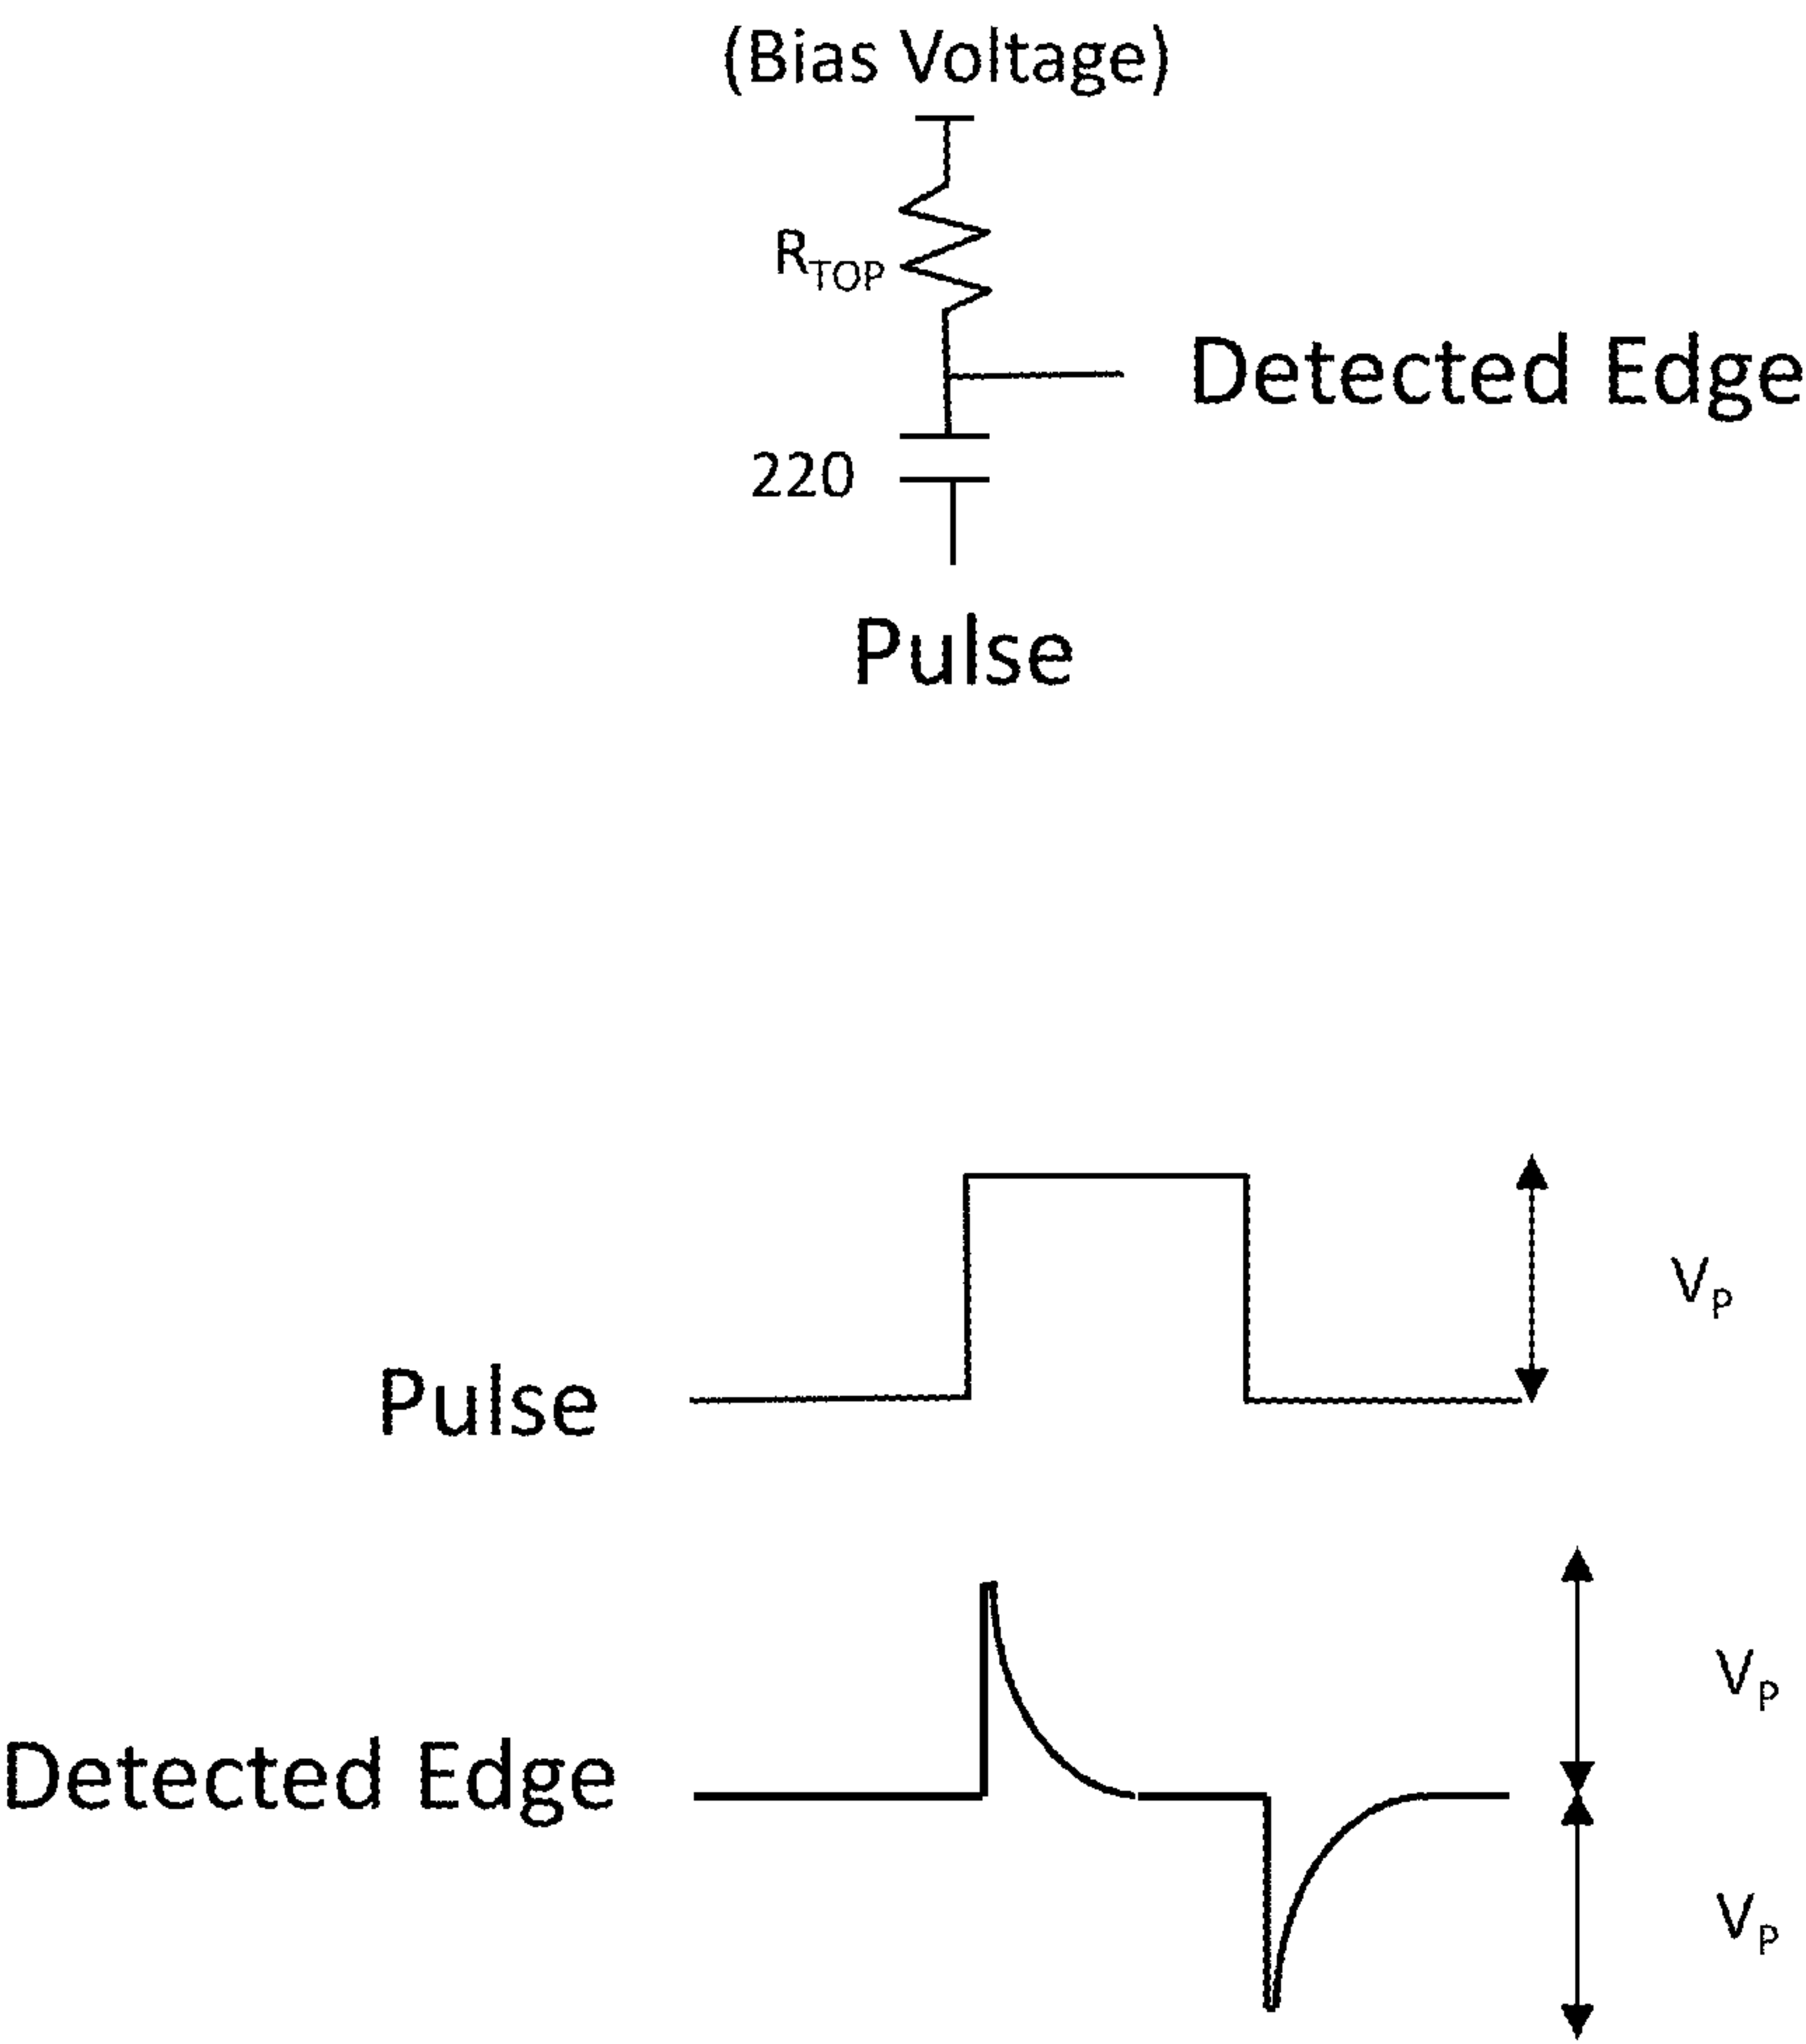 (Bias Voltage)
RTOP
Detected Edge
220
Pulse
VP
Pulse
VP
Detected Edge
VP